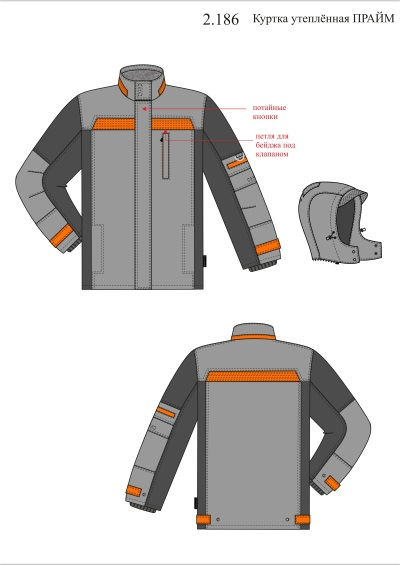 2.186 Куртка утеплённая ПРАЙМ
потайные
кнопки
петля для
бейджа под
клапаном